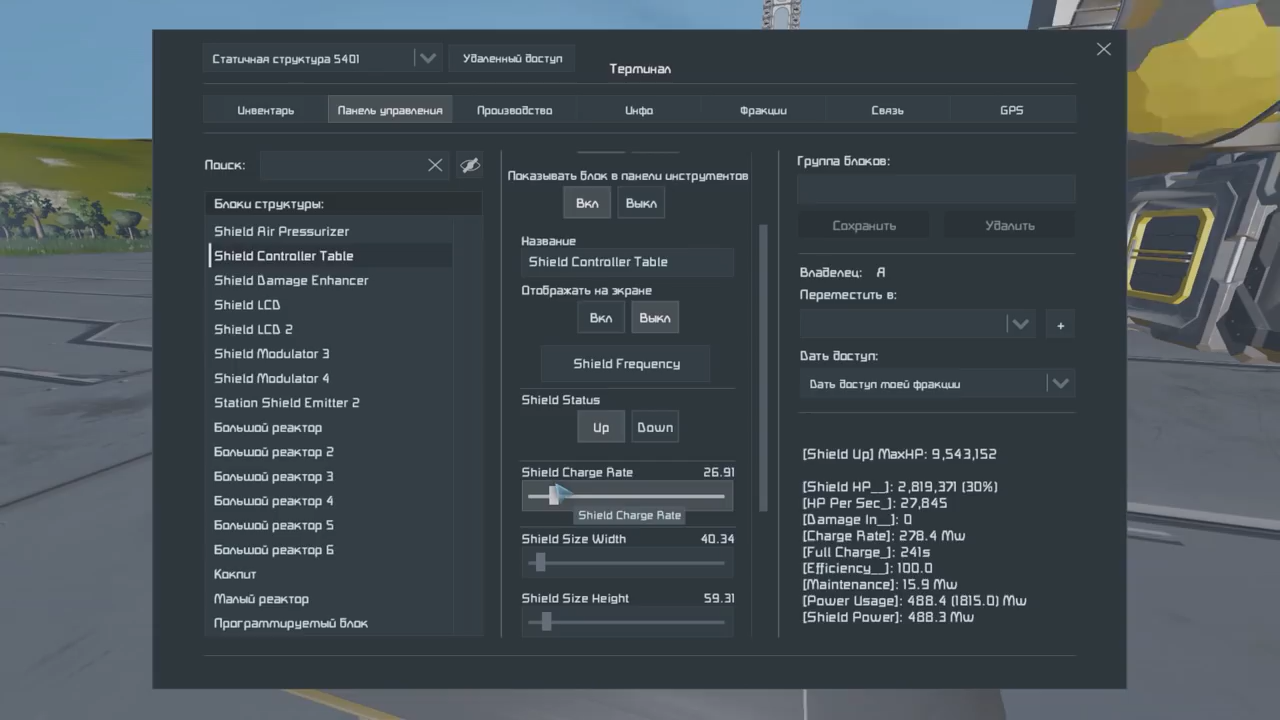 Статичная структура 5401
Удаленный доступ
Терминал
Инвентарь
Панель управления
Производство
Инфо
Фракции
Связь
GPS
Поиск:
Блоки структуры:
Shield Air Pressurizer
Shield Controller Table
Shield Damage Enhancer
Shield LCD
Shield LCD 2
Shield Modulator 3
Shield Modulator 4
Station Shield Emitter 2
Большой реактор
Большой реактор 2
Большой реактор 3
Большой реактор 4
Большой реактор 5
Большой реактор 6
Кокпит
Малый реактор
Программируемый блок
Показывать блок в панели инструментов
Вкл Выкл
Название
Shield Controller Table
Отображать на экране
Вкл Выкл
Shield Frequency
Shield Status
Up Down
Shield Charge Rate 26.91
Shield Charge Rate
Shield Size Width 40.34
Shield Size Height 59.31
Группа блоков:
Сохранить Удалить
Владелец: A
Переместить в:
+
Дать доступ:
Дать доступ моей фракции
[Shield Up] MaxHP: 9,543,152
[Shield HP__]: 2,819,371 (30%)
[HP Per Sec_]: 27,845
[Damage In__]: 0
[Charge Rate]: 278.4 Mw
[Full Charge_]: 241s
[Efficiency__]: 100.0
[Maintenance]: 15.9 Mw
[Power Usage]: 488.4 (1815.0) Mw
[Shield Power]: 488.3 Mw